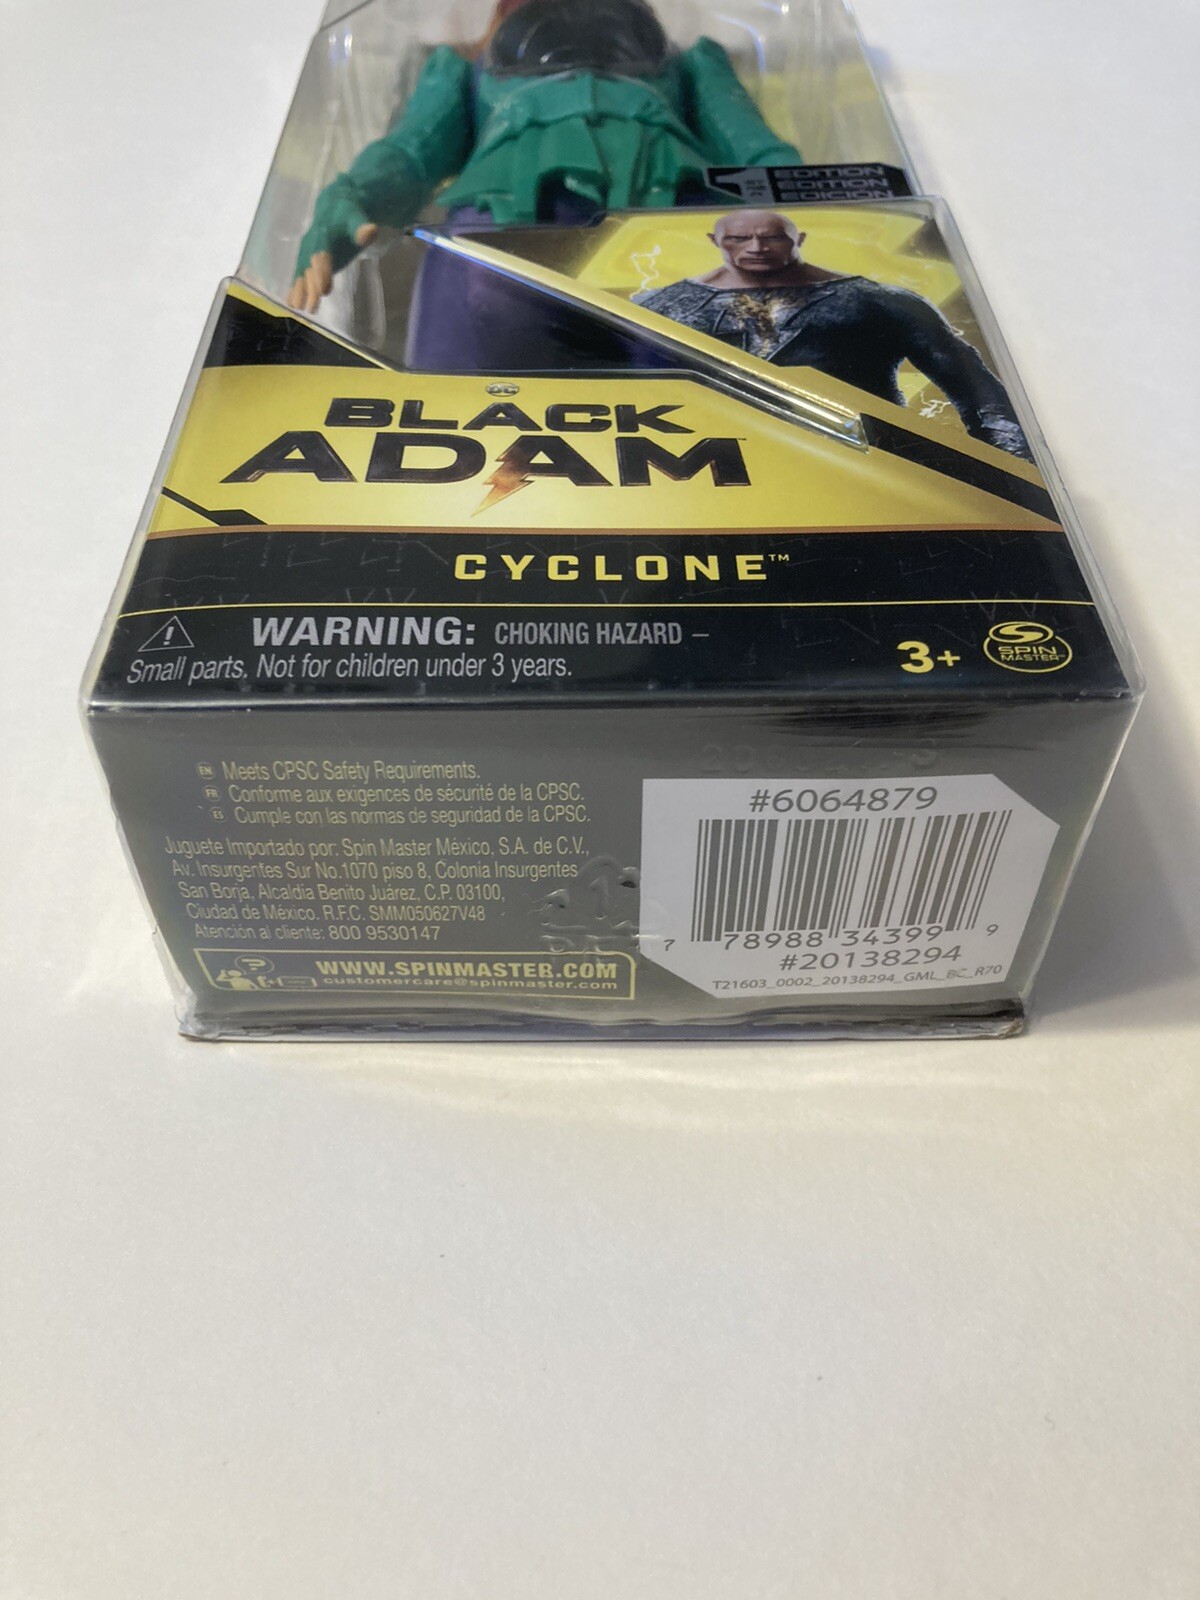 1
EDITION
EDITION
EDICIÓN
DC
BLACK
ADAM™
CYCLONE™
WARNING: CHOKING HAZARD –
Small parts. Not for children under 3 years.
3+
SPIN
MASTER™
EN Meets CPSC Safety Requirements.
FR Conforme aux exigences de sécurité de la CPSC.
ES Cumple con las normas de seguridad de la CPSC.
Juguete Importado por: Spin Master México, S.A. de C.V.,
Av. Insurgentes Sur No.1070 piso 8, Colonia Insurgentes
San Borja, Alcaldía Benito Juárez, C.P. 03100,
Ciudad de México. R.F.C. SMM050627V48
Atención al cliente: 800 9530147
WWW.SPINMASTER.COM
customercare@spinmaster.com
#6064879
7 78988 34399 9
#20138294
T21603_0002_20138294_GML_BC_R70